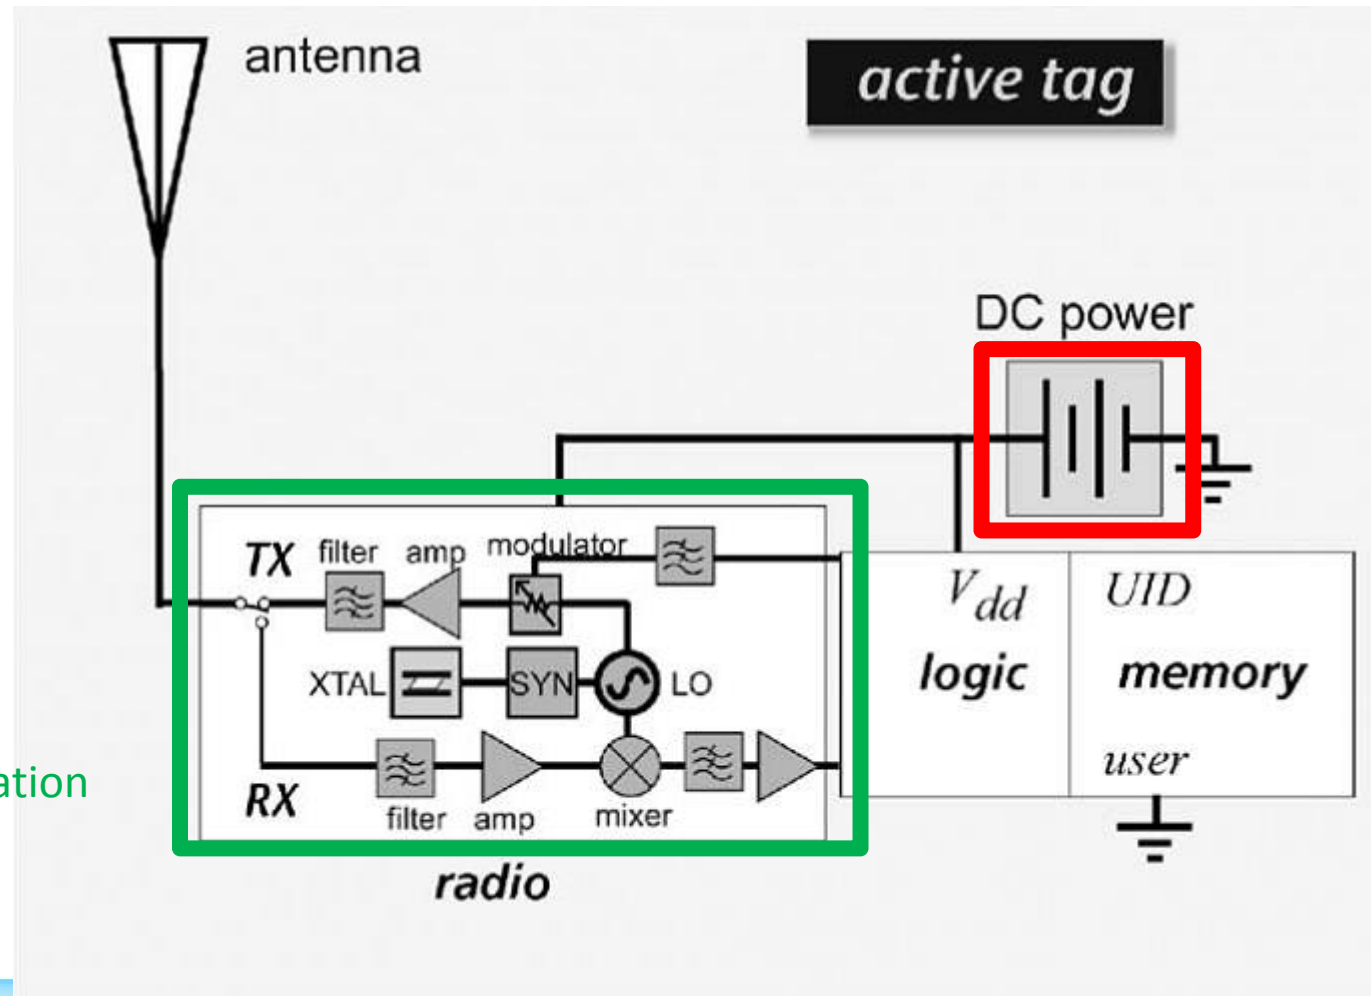 antenna
active tag
DC power
TX
filter
amp
modulator
XTAL
SYN
LO
RX
filter
amp
mixer
radio
Vdd
logic
UID
memory
user
ation